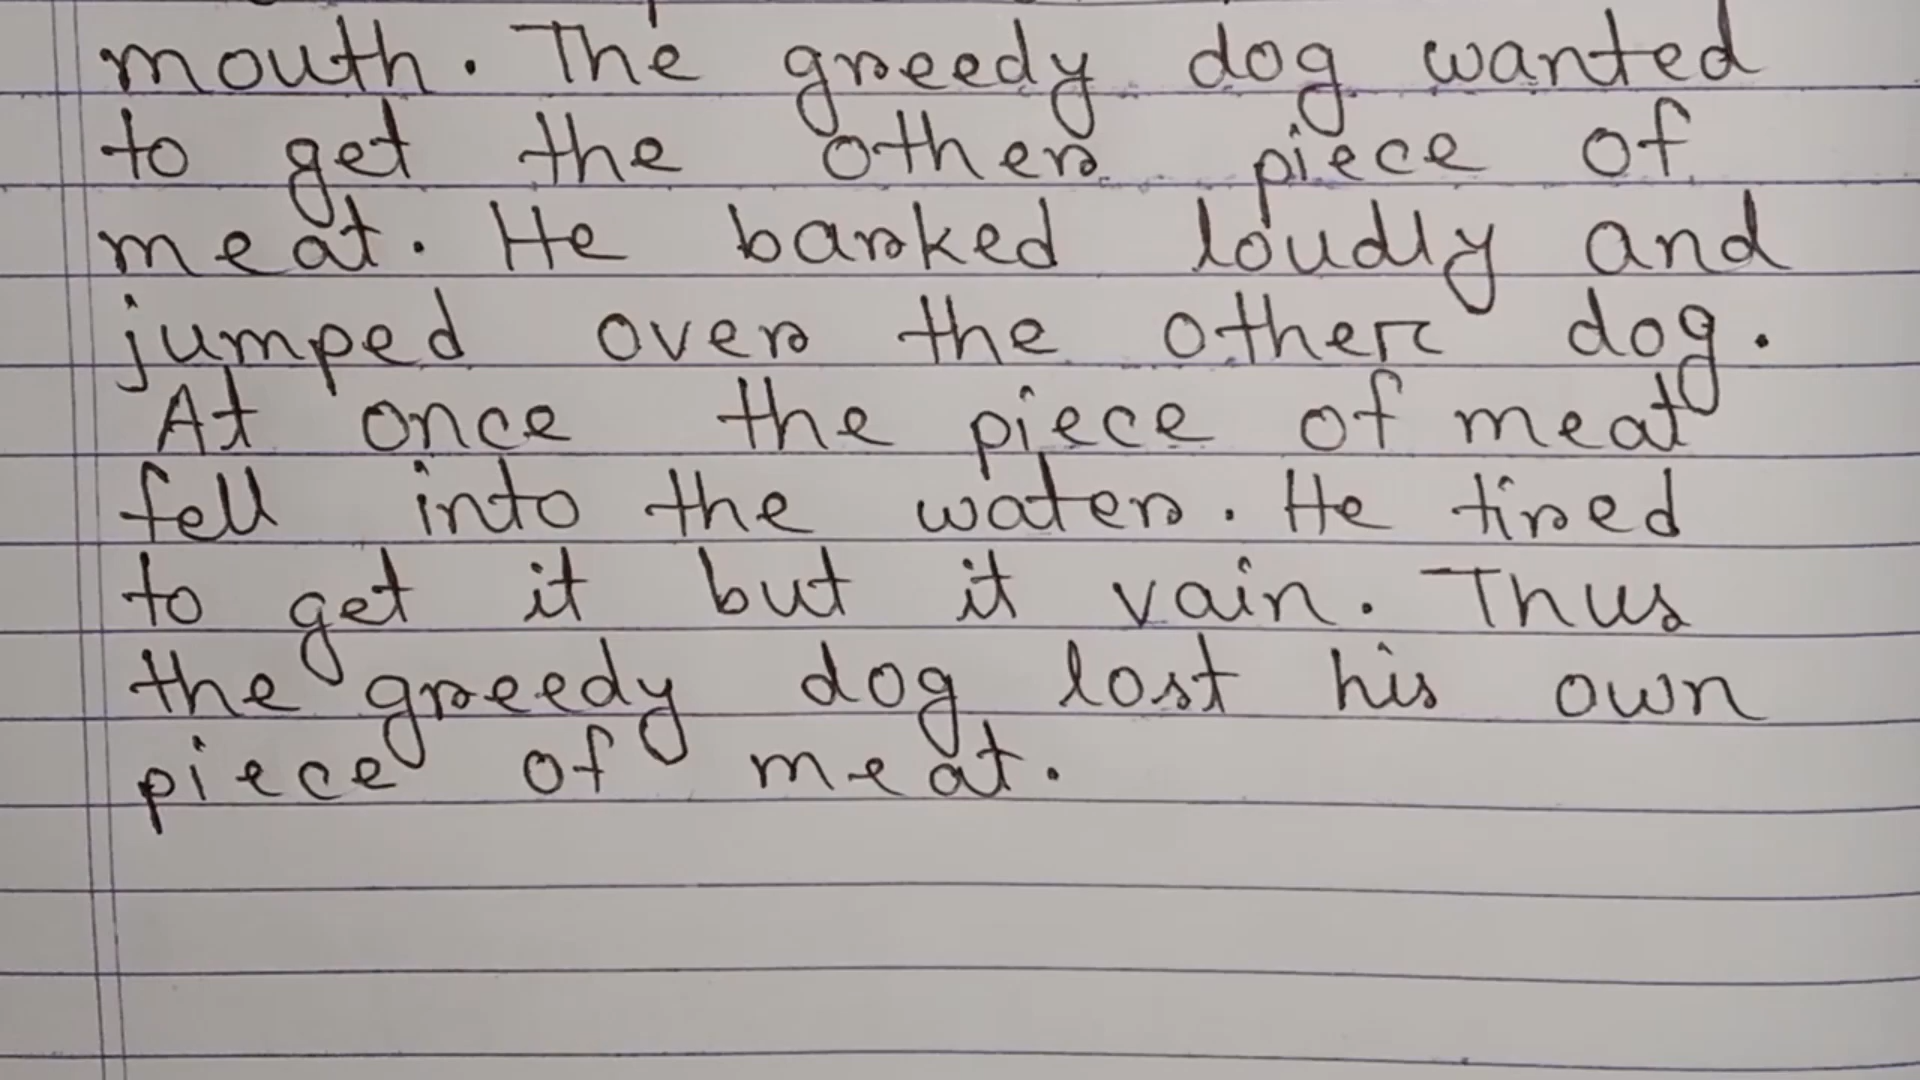 mouth. The greedy dog wanted
to get the other piece of
meat. He barked loudly and
jumped over the other dog.
At once the piece of meat
fell into the water. He tired
to get it but it vain. Thus
the greedy dog lost his own
piece of meat.